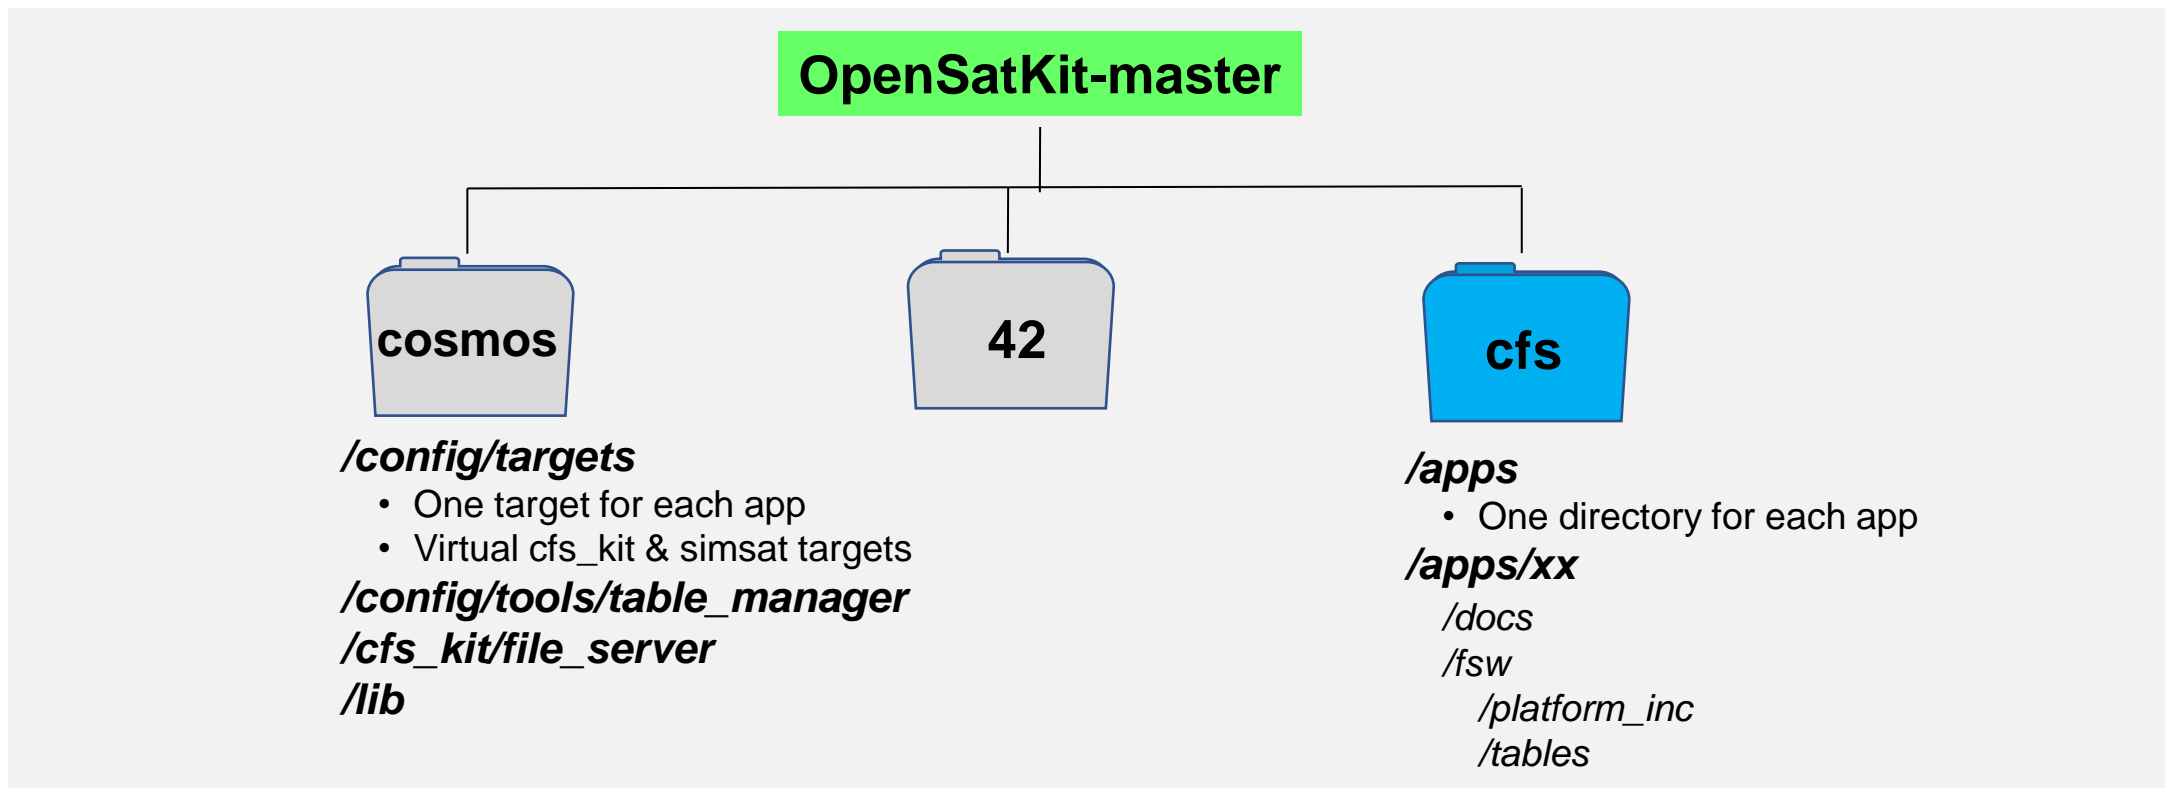 OpenSatKit-master
cosmos
42
cfs
/config/targets
• One target for each app
• Virtual cfs_kit & simsat targets
/config/tools/table_manager
/cfs_kit/file_server
/lib
/apps
• One directory for each app
/apps/xx
/docs
/fsw
/platform_inc
/tables